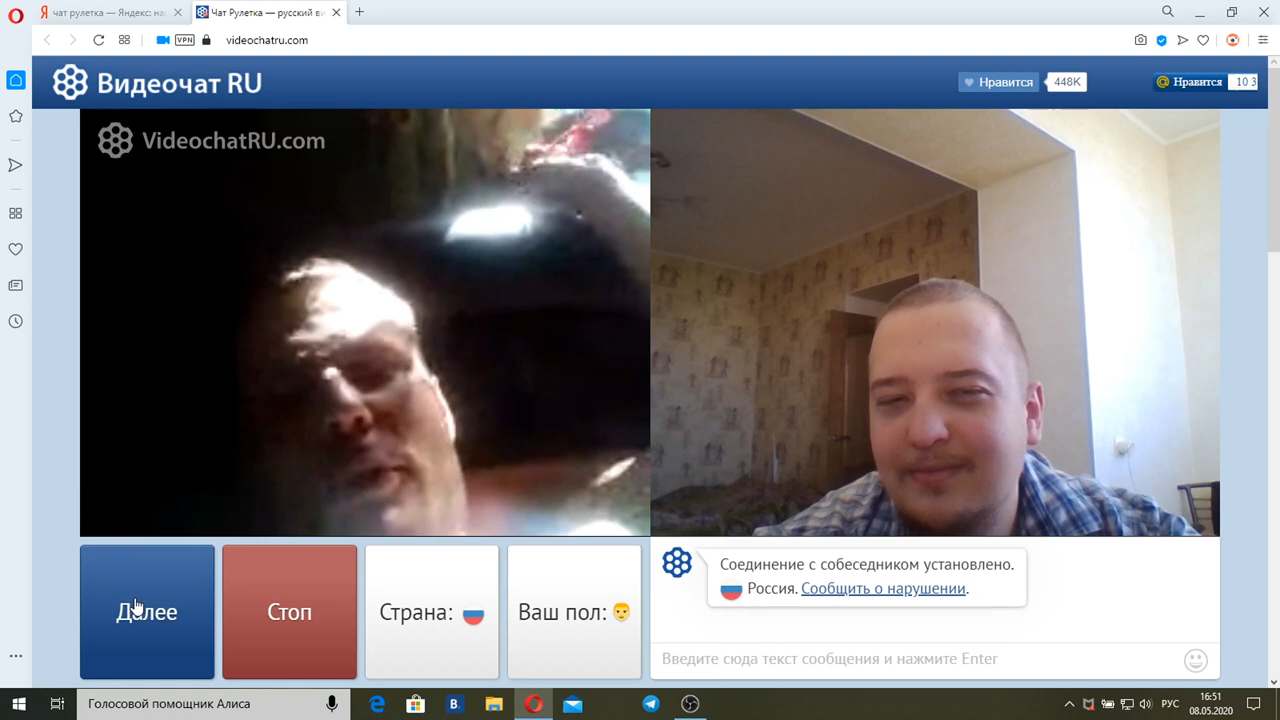 чат рулетка — Яндекс: на
Чат Рулетка — русский ви
VPN
videochatru.com
Видеочат RU
Нравится
448K
Нравится
10 3
VideochatRU.com
Далее
Стоп
Страна:
Ваш пол:
Соединение с собеседником установлено.
Россия. Сообщить о нарушении.
Введите сюда текст сообщения и нажмите Enter
Голосовой помощник Алиса
РУС
16:51
08.05.2020